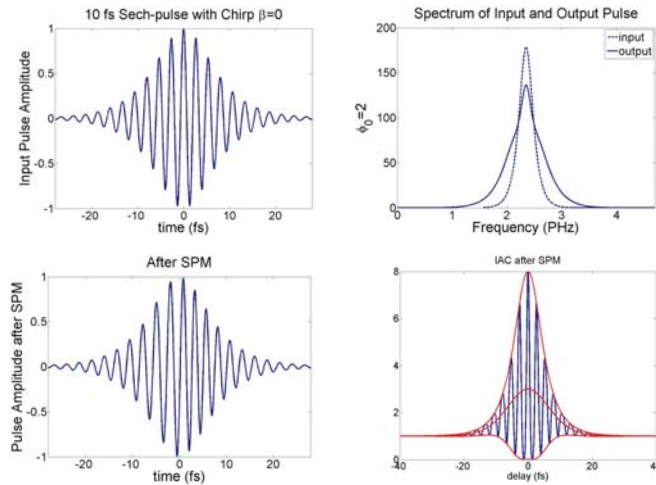 10 fs Sech-pulse with Chirp β=0
Input Pulse Amplitude
1
0.5
0
-0.5
-1
-20 -10 0 10 20
time (fs)
Spectrum of Input and Output Pulse
input
output
ϕ₀=2
200
150
100
50
0
0 1 2 3 4
Frequency (PHz)
After SPM
Pulse Amplitude after SPM
1
0.5
0
-0.5
-1
-20 -10 0 10 20
time (fs)
IAC after SPM
8
6
4
2
0
-40 -20 0 20 40
delay (fs)